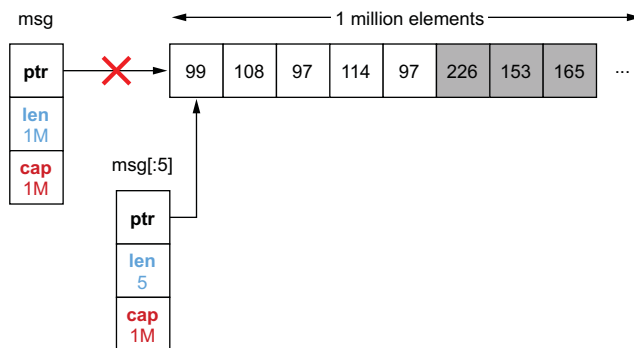 msg
1 million elements
ptr
99 108 97 114 97 226 153 165 ...
len
1M
cap
1M
msg[:5]
ptr
len
5
cap
1M